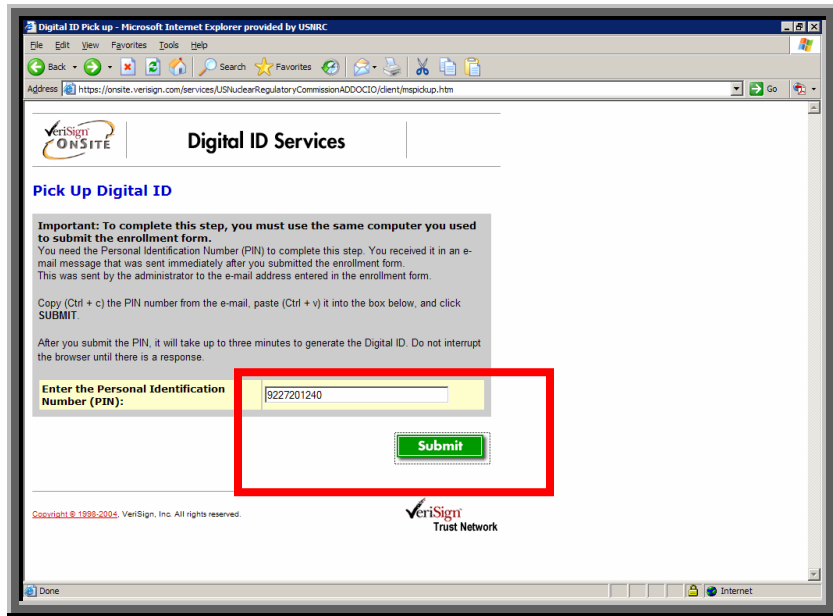 Digital ID Pick up - Microsoft Internet Explorer provided by USNRC
File Edit View Favorites Tools Help
Back Search Favorites
Address https://onsite.verisign.com/services/USNuclearRegulatoryCommissionADDOCIO/client/mspickup.htm Go
VeriSign
ONSITE
Digital ID Services
Pick Up Digital ID
Important: To complete this step, you must use the same computer you used
to submit the enrollment form.
You need the Personal Identification Number (PIN) to complete this step. You received it in an e-
mail message that was sent immediately after you submitted the enrollment form.
This was sent by the administrator to the e-mail address entered in the enrollment form.
Copy (Ctrl + c) the PIN number from the e-mail, paste (Ctrl + v) it into the box below, and click
SUBMIT.
After you submit the PIN, it will take up to three minutes to generate the Digital ID. Do not interrupt
the browser until there is a response.
Enter the Personal Identification
Number (PIN):
9227201240
Submit
Copyright © 1998-2004, VeriSign, Inc. All rights reserved.
VeriSign
Trust Network
Done Internet